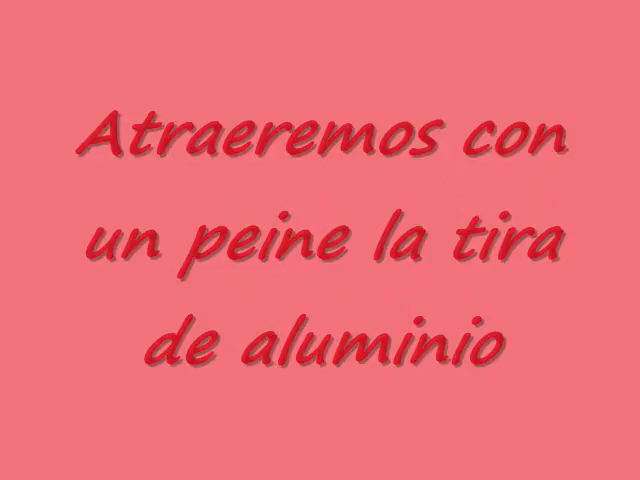 Atraeremos con
un peine la tira
de aluminio